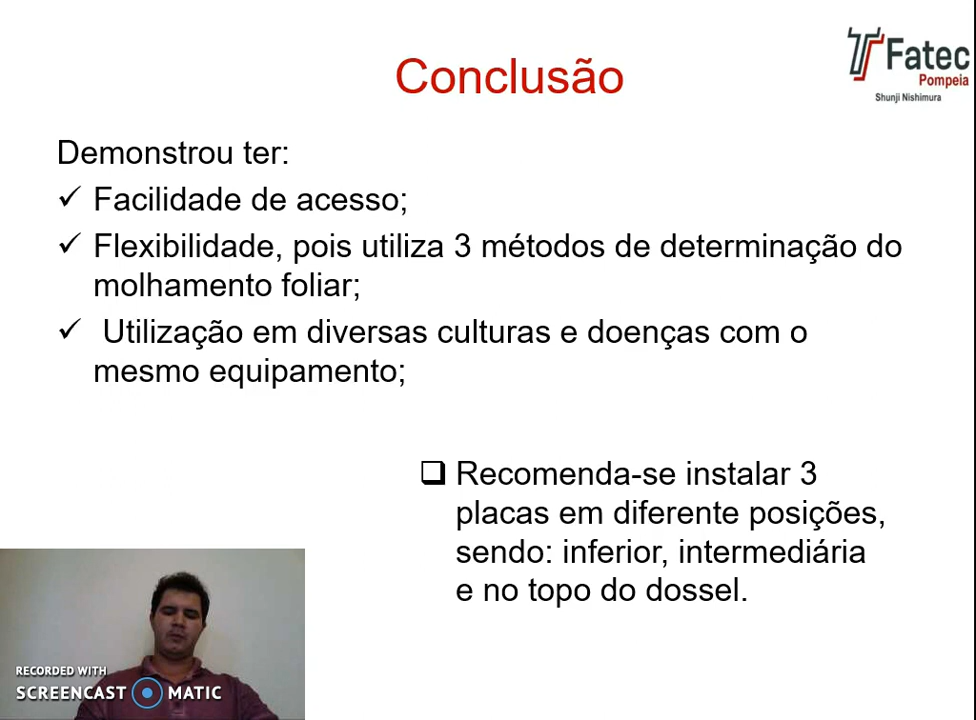 Conclusão
Fatec
Pompeia
Shunji Nishimura
Demonstrou ter:
✓ Facilidade de acesso;
✓ Flexibilidade, pois utiliza 3 métodos de determinação do
molhamento foliar;
✓ Utilização em diversas culturas e doenças com o
mesmo equipamento;
❑ Recomenda-se instalar 3
placas em diferente posições,
sendo: inferior, intermediária
e no topo do dossel.
RECORDED WITH
SCREENCAST MATIC